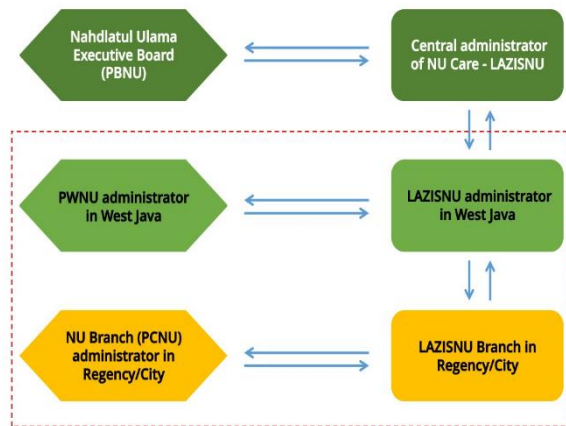 Nahdlatul Ulama
Executive Board
(PBNU)
Central administrator
of NU Care - LAZISNU
PWNU administrator
in West Java
LAZISNU administrator
in West Java
NU Branch (PCNU)
administrator in
Regency/City
LAZISNU Branch in
Regency/City